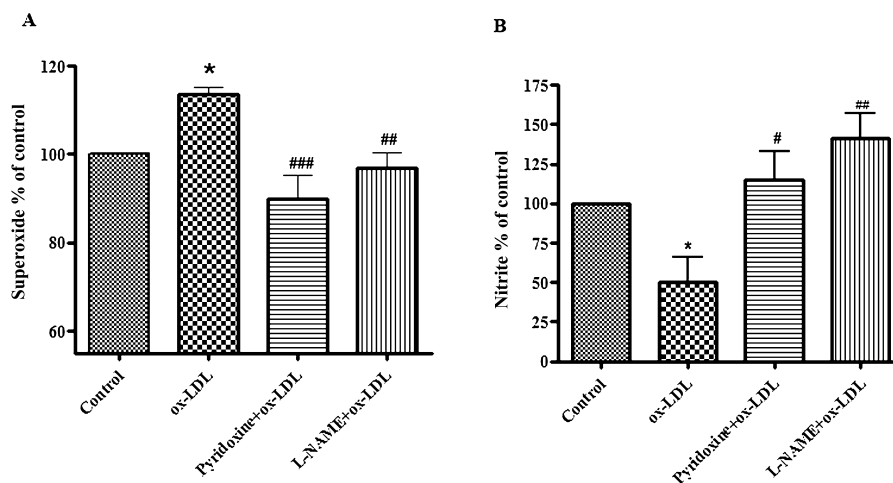 A
Superoxide % of control
120
100
80
60
*
###
##
Control
ox-LDL
Pyridoxine+ox-LDL
L-NAME+ox-LDL
B
Nitrite % of control
175
150
125
100
75
50
25
0
*
#
##
Control
ox-LDL
Pyridoxine+ox-LDL
L-NAME+ox-LDL